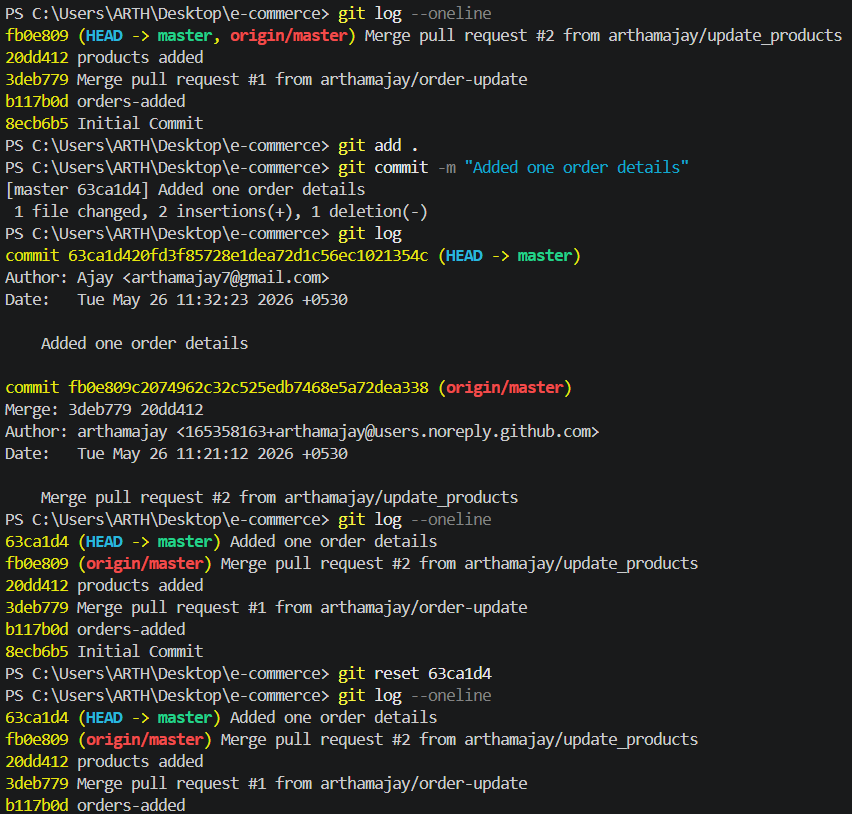 PS C:\Users\ARTH\Desktop\e-commerce> git log --oneline
fb0e809 (HEAD -> master, origin/master) Merge pull request #2 from arthamajay/update_products
20dd412 products added
3deb779 Merge pull request #1 from arthamajay/order-update
b117b0d orders-added
8ecb6b5 Initial Commit
PS C:\Users\ARTH\Desktop\e-commerce> git add .
PS C:\Users\ARTH\Desktop\e-commerce> git commit -m "Added one order details"
[master 63ca1d4] Added one order details
 1 file changed, 2 insertions(+), 1 deletion(-)
PS C:\Users\ARTH\Desktop\e-commerce> git log
commit 63ca1d420fd3f85728e1dea72d1c56ec1021354c (HEAD -> master)
Author: Ajay <arthamajay7@gmail.com>
Date:   Tue May 26 11:32:23 2026 +0530
    Added one order details
commit fb0e809c2074962c32c525edb7468e5a72dea338 (origin/master)
Merge: 3deb779 20dd412
Author: arthamajay <165358163+arthamajay@users.noreply.github.com>
Date:   Tue May 26 11:21:12 2026 +0530
    Merge pull request #2 from arthamajay/update_products
PS C:\Users\ARTH\Desktop\e-commerce> git log --oneline
63ca1d4 (HEAD -> master) Added one order details
fb0e809 (origin/master) Merge pull request #2 from arthamajay/update_products
20dd412 products added
3deb779 Merge pull request #1 from arthamajay/order-update
b117b0d orders-added
8ecb6b5 Initial Commit
PS C:\Users\ARTH\Desktop\e-commerce> git reset 63ca1d4
PS C:\Users\ARTH\Desktop\e-commerce> git log --oneline
63ca1d4 (HEAD -> master) Added one order details
fb0e809 (origin/master) Merge pull request #2 from arthamajay/update_products
20dd412 products added
3deb779 Merge pull request #1 from arthamajay/order-update
b117b0d orders-added